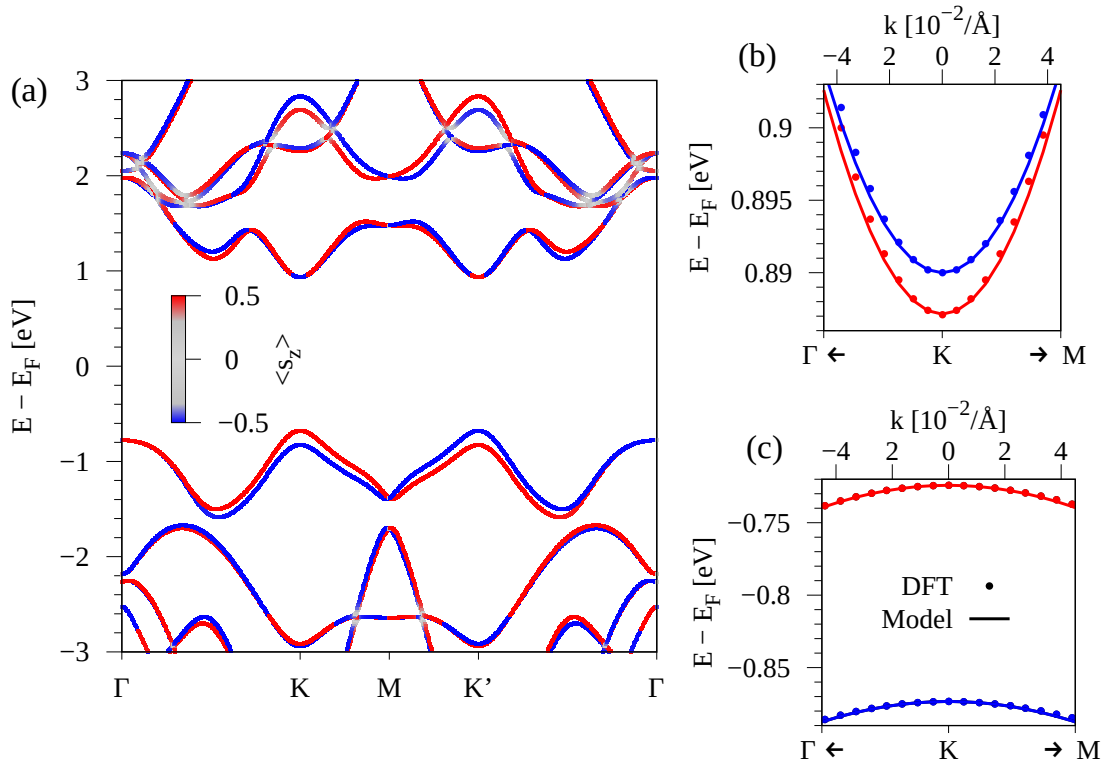 (a)
E − E_F [eV]
3
2
1
0
−1
−2
−3
0.5
0
−0.5
<s_z>
Γ
K
M
K’
Γ
(b)
k [10^−2/Å]
−4
2
0
2
4
E − E_F [eV]
0.9
0.895
0.89
Γ ←
K
→ M
(c)
k [10^−2/Å]
−4
2
0
2
4
E − E_F [eV]
−0.75
−0.8
−0.85
DFT
Model
Γ ←
K
→ M